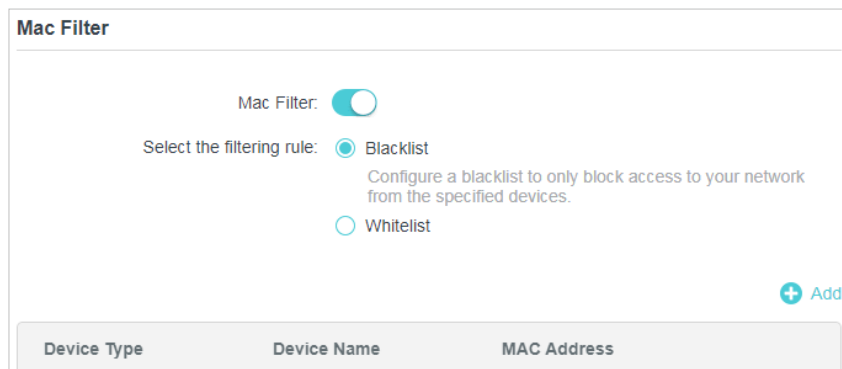 Mac Filter
Mac Filter:
Select the filtering rule: Blacklist
Configure a blacklist to only block access to your network
from the specified devices.
Whitelist
Add
Device Type Device Name MAC Address